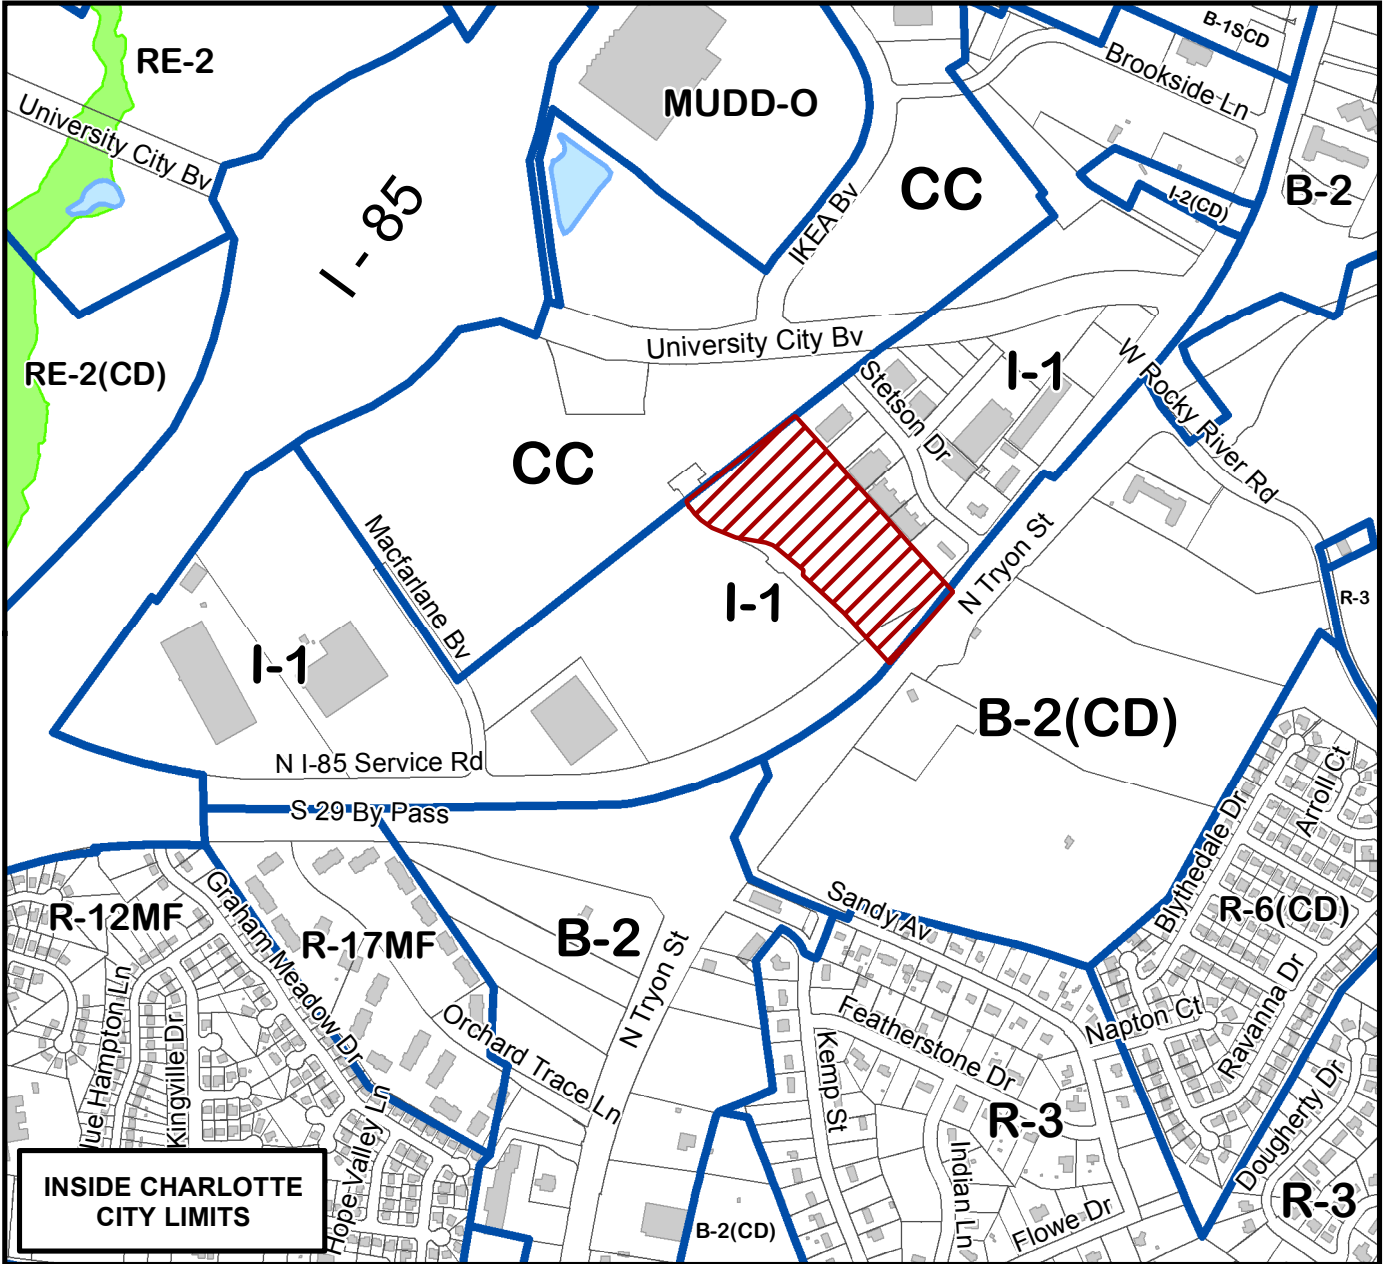 B-1SCD
RE-2
Brookside Ln
MUDD-O
University City Bv
CC
I-2(CD)
B-2
I - 85
IKEA Bv
University City Bv
W Rocky River Rd
RE-2(CD)
I-1
Stetson Dr
CC
Macfarlane Bv
N Tryon St
I-1
R-3
I-1
B-2(CD)
N I-85 Service Rd
S 29 By Pass
Arroll Ct
Blythedale Dr
Graham Meadow Dr
Sandy Av
R-12MF
R-17MF
B-2
R-6(CD)
N Tryon St
Ravanna Dr
Featherstone Dr
Napton Ct
Orchard Trace Ln
Kemp St
Hampton Ln
Kingville Dr
R-3
Dougherty Dr
Hope Valley Ln
Indian Ln
INSIDE CHARLOTTE
CITY LIMITS
B-2(CD)
Flowe Dr
R-3